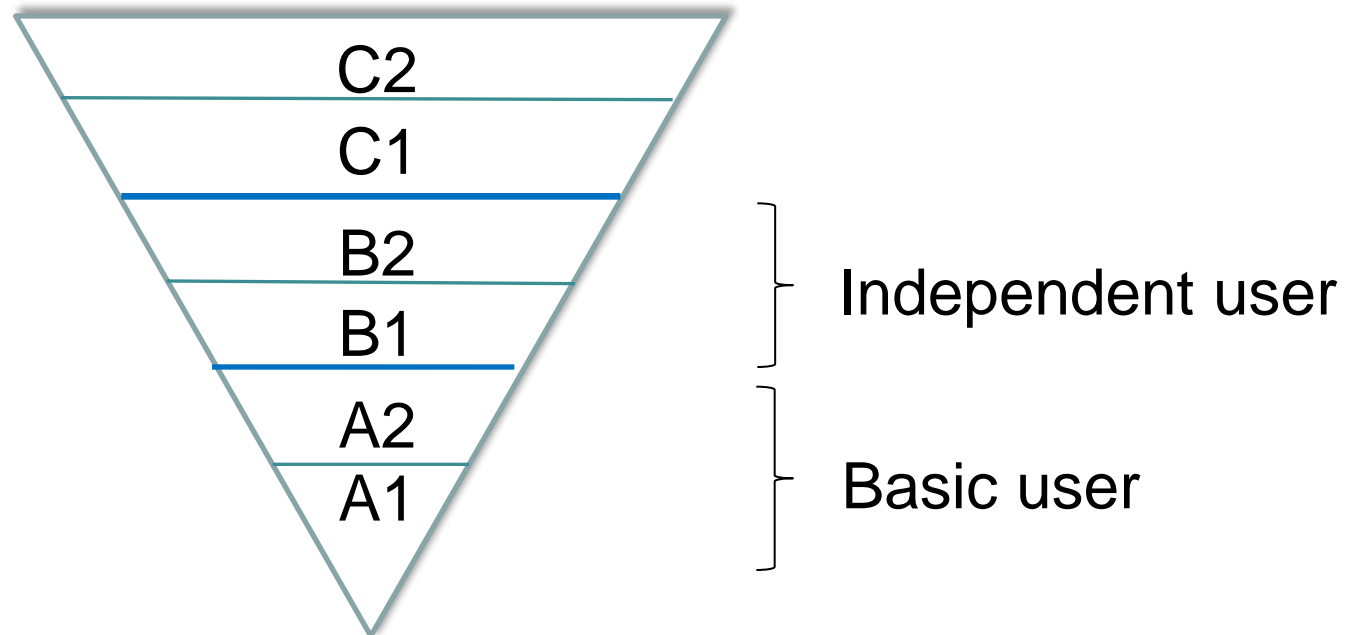 C2
C1
B2
B1
A2
A1
Independent user
Basic user